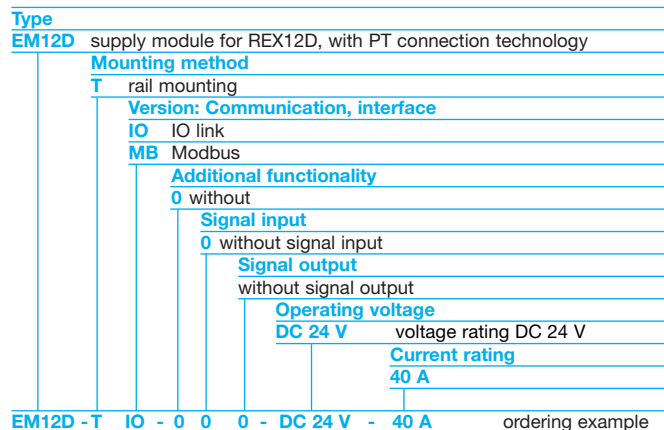 Type
EM12D supply module for REX12D, with PT connection technology
Mounting method
T rail mounting
Version: Communication, interface
IO IO link
MB Modbus
Additional functionality
0 without
Signal input
0 without signal input
Signal output
without signal output
Operating voltage
DC 24 V voltage rating DC 24 V
Current rating
40 A
EM12D - T IO - 0 0 0 - DC 24 V - 40 A ordering example